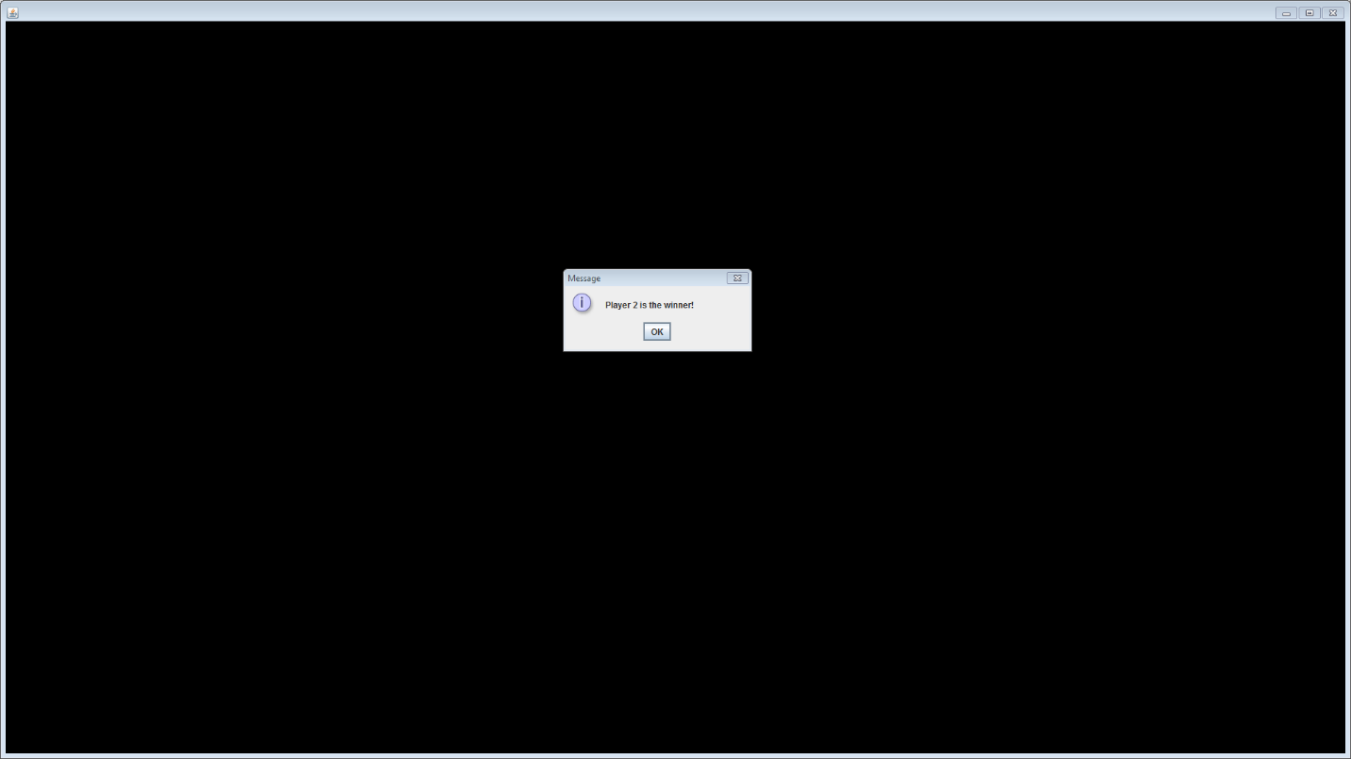 Message
Player 2 is the winner!
OK